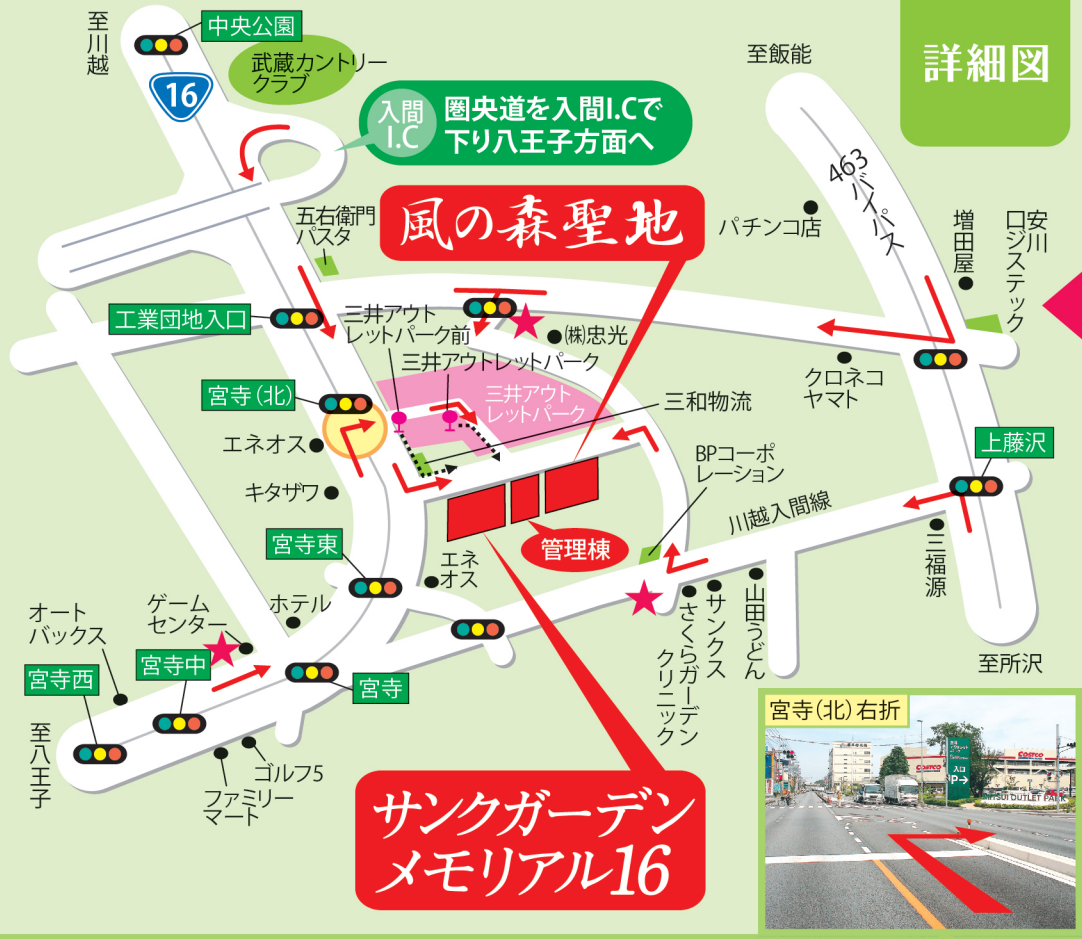 詳細図
至川越
中央公園
16
武蔵カントリー
クラブ
入間
I.C
圏央道を入間I.Cで
下り八王子方面へ
至飯能
463
バイパス
風の森聖地
五右衛門
パスタ
パチンコ店
増田屋
安川
ロジステック
工業団地入口
三井アウト
レットパーク前
㈱忠光
三井アウトレットパーク
三井アウト
レットパーク
クロネコ
ヤマト
宮寺(北)
三和物流
エネオス
キタザワ
BPコーポ
レーション
上藤沢
川越入間線
管理棟
宮寺東
エネ
オス
三福源
オート
バックス
ゲーム
センター
ホテル
さくらガーデン
クリニック
サンクス
山田うどん
宮寺西
宮寺中
宮寺
至所沢
至八王子
ゴルフ5
ファミリー
マート
サンクガーデン
メモリアル16
宮寺(北)右折
COSTCO
COSTCO
入口
P→
MITSUI OUTLET PARK